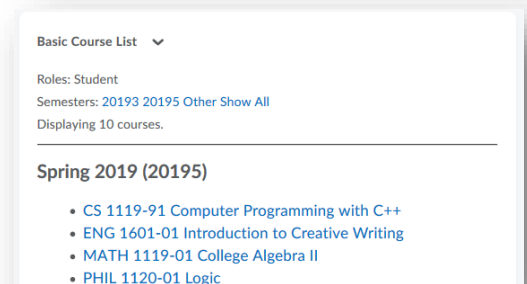 Basic Course List
Roles: Student
Semesters: 20193 20195 Other Show All
Displaying 10 courses.
Spring 2019 (20195)
• CS 1119-91 Computer Programming with C++
• ENG 1601-01 Introduction to Creative Writing
• MATH 1119-01 College Algebra II
• PHIL 1120-01 Logic